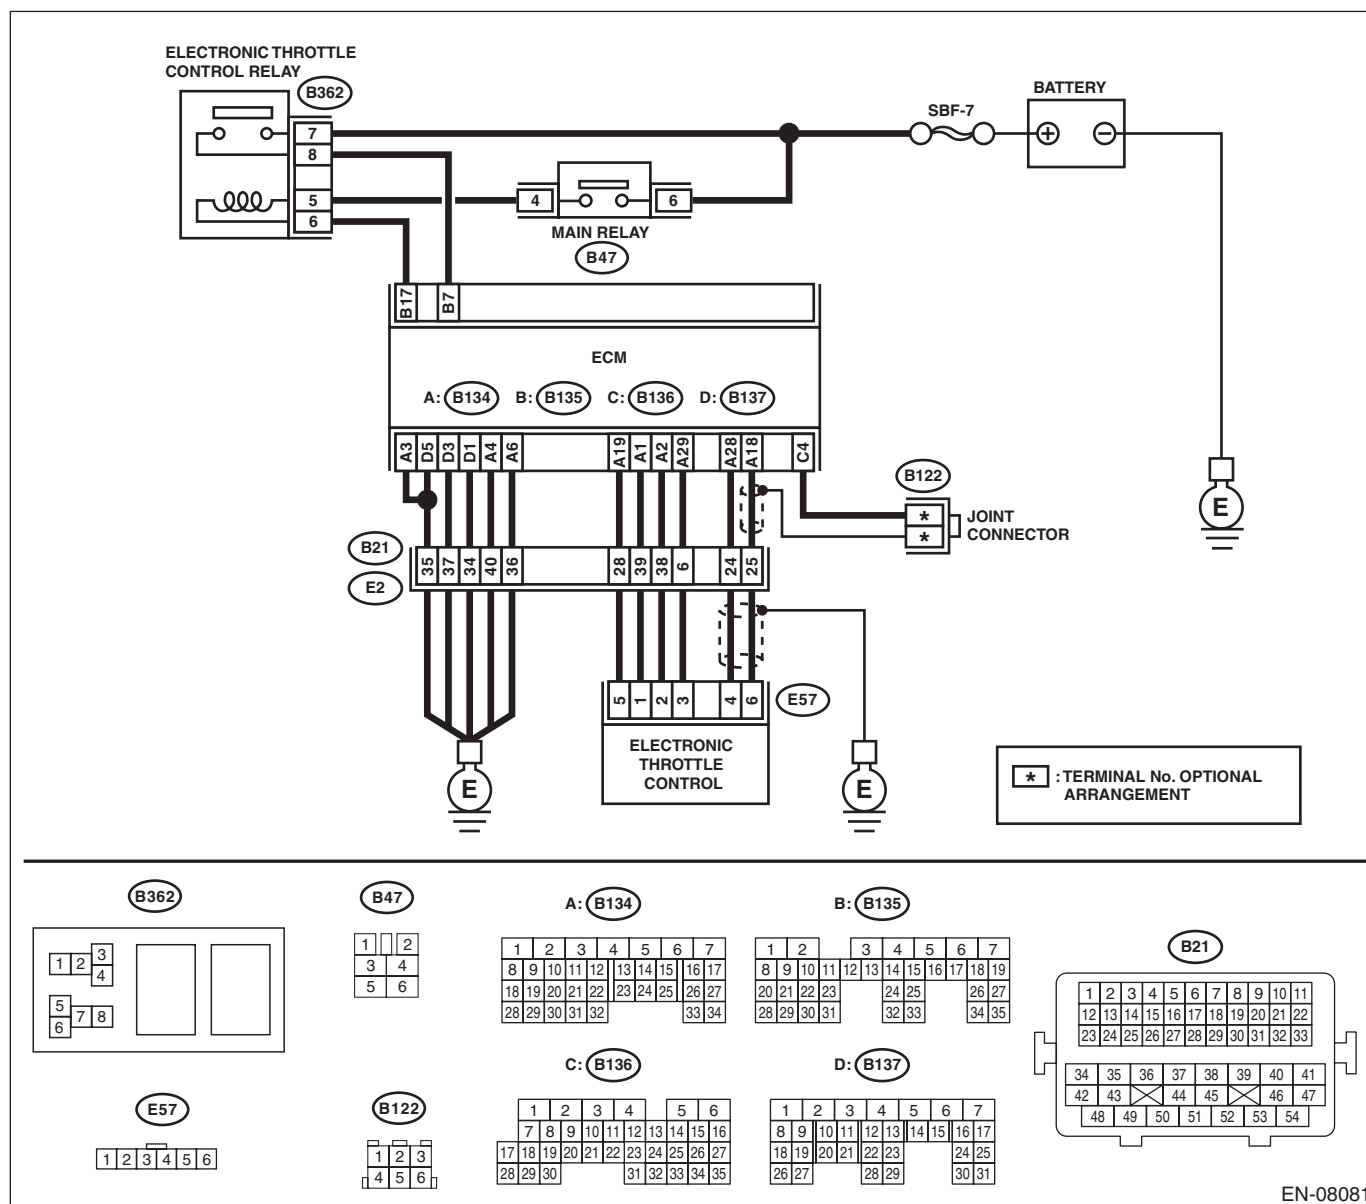 ELECTRONIC THROTTLE
CONTROL RELAY
B362
7
8
5
6
SBF-7
BATTERY
+
−
4
6
MAIN RELAY
B47
B17
B7
ECM
A: B134 B: B135 C: B136 D: B137
A3 D5 D3 D1 A4 A6 A19 A1 A2 A29 A28 A18 C4
B122
*
*
JOINT
CONNECTOR
E
B21
35 37 34 40 36 28 39 38 6 24 25
E2
5 1 2 3 4 6
E57
ELECTRONIC
THROTTLE
CONTROL
E
E
* : TERMINAL No. OPTIONAL
ARRANGEMENT
B362
1 2 3
4
5
6 7 8
B47
1 2
3 4
5 6
A: B134
1 2 3 4 5 6 7
8 9 10 11 12 13 14 15 16 17
18 19 20 21 22 23 24 25 26 27
28 29 30 31 32 33 34
B: B135
1 2 3 4 5 6 7
8 9 10 11 12 13 14 15 16 17 18 19
20 21 22 23 24 25 26 27
28 29 30 31 32 33 34 35
B21
1 2 3 4 5 6 7 8 9 10 11
12 13 14 15 16 17 18 19 20 21 22
23 24 25 26 27 28 29 30 31 32 33
34 35 36 37 38 39 40 41
42 43 44 45 46 47
48 49 50 51 52 53 54
E57
1 2 3 4 5 6
B122
1 2 3
4 5 6
C: B136
1 2 3 4 5 6
7 8 9 10 11 12 13 14 15 16
17 18 19 20 21 22 23 24 25 26 27
28 29 30 31 32 33 34 35
D: B137
1 2 3 4 5 6 7
8 9 10 11 12 13 14 15 16 17
18 19 20 21 22 23 24 25
26 27 28 29 30 31
EN-08081